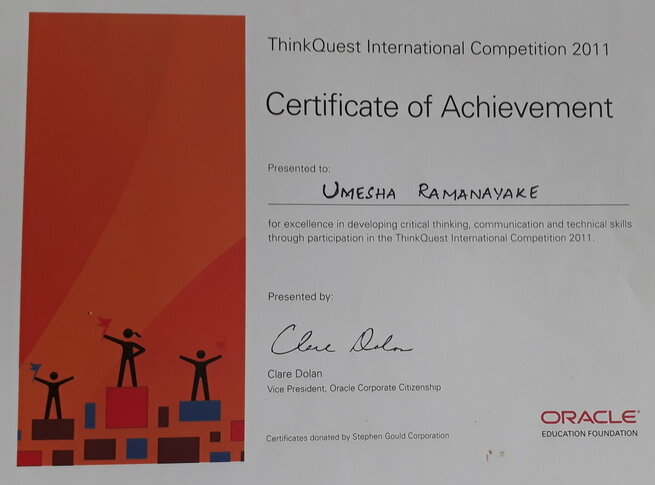 ThinkQuest International Competition 2011
Certificate of Achievement
Presented to:
UMESHA RAMANAYAKE
for excellence in developing critical thinking, communication and technical skills
through participation in the ThinkQuest International Competition 2011.
Presented by:
Clare Dolan
Clare Dolan
Vice President, Oracle Corporate Citizenship
Certificates donated by Stephen Gould Corporation
ORACLE®
EDUCATION FOUNDATION